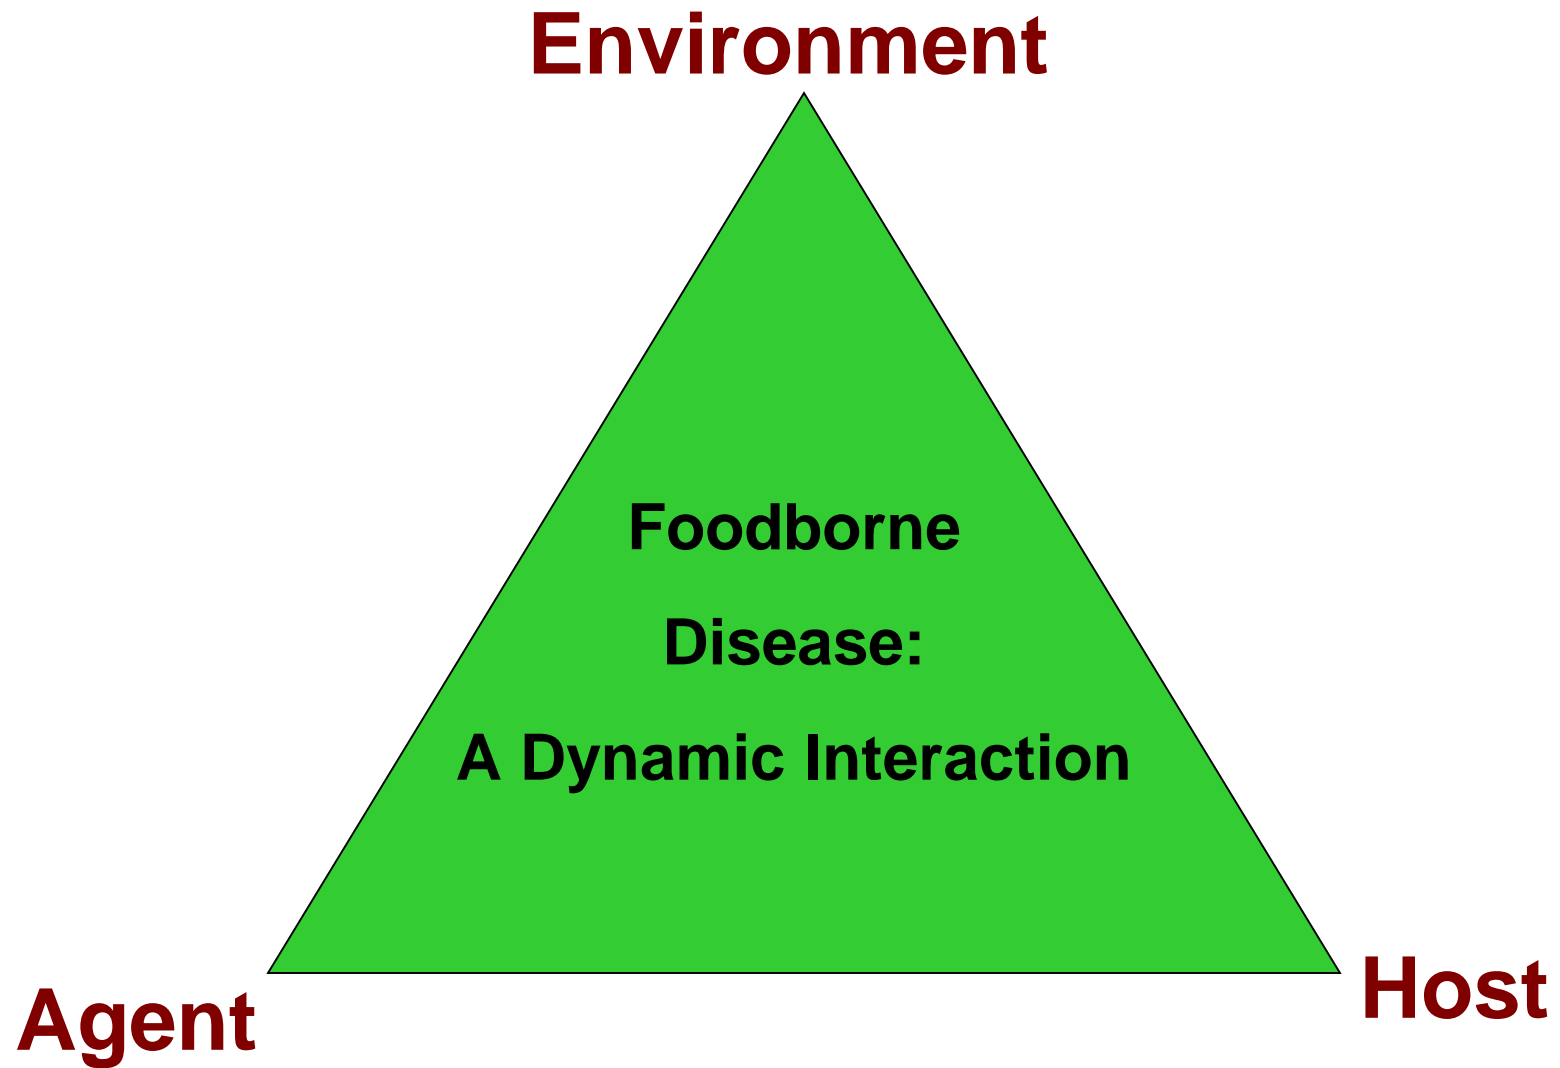 Environment
Foodborne
Disease:
A Dynamic Interaction
Agent
Host